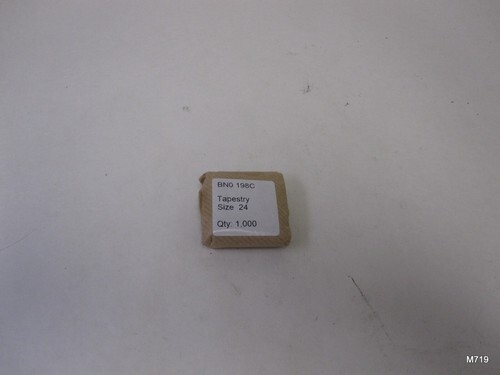 BN0 198C
Tapestry
Size 24
Qty: 1,000
M719